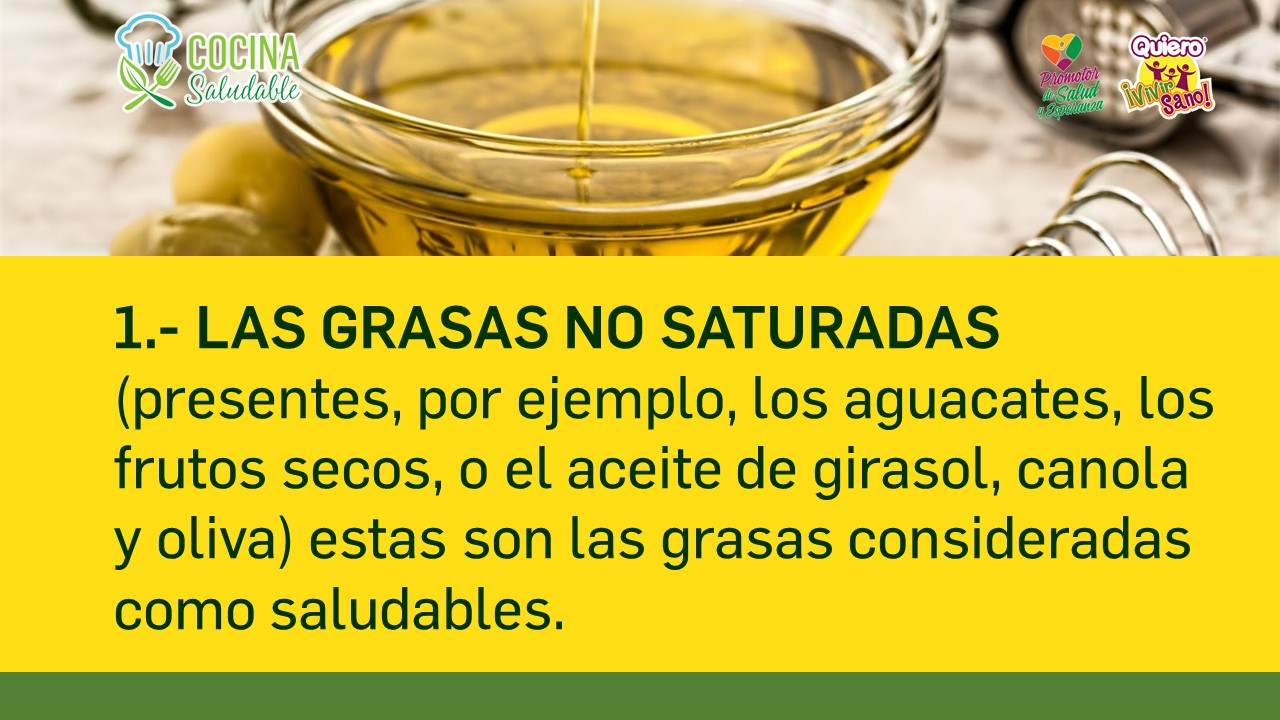 COCINA
Saludable
Promotor
de Salud
y Esperanza
Quiero
¡Vivir
Sano!
1.- LAS GRASAS NO SATURADAS
(presentes, por ejemplo, los aguacates, los
frutos secos, o el aceite de girasol, canola
y oliva) estas son las grasas consideradas
como saludables.